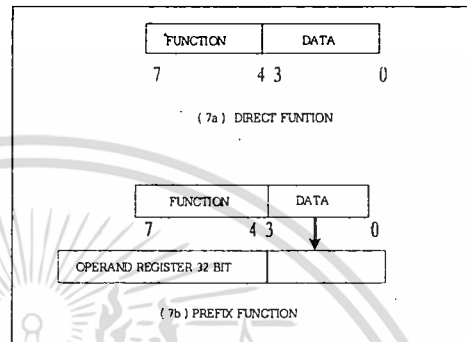 FUNCTION DATA
7 4 3 0
( 7a ) DIRECT FUNTION
FUNCTION DATA
7 4 3 0
OPERAND REGISTER 32 BIT
( 7b ) PREFIX FUNCTION